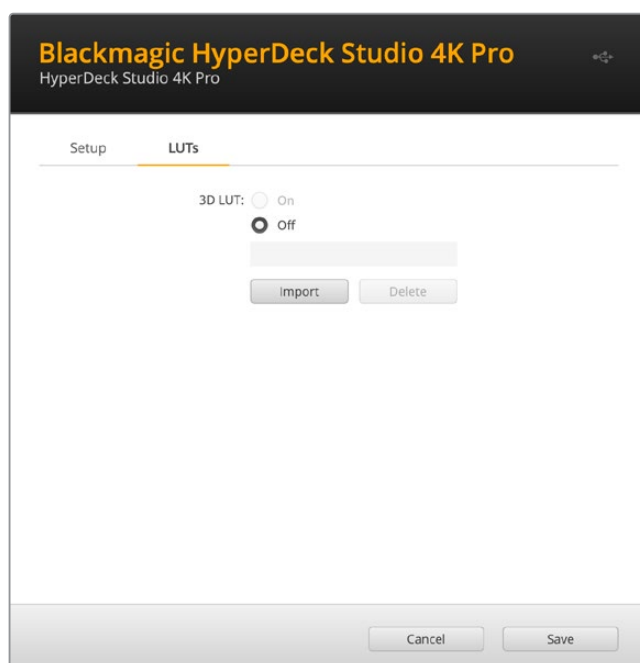 Blackmagic HyperDeck Studio 4K Pro
HyperDeck Studio 4K Pro
Setup LUTs
3D LUT: On
Off
Import Delete
Cancel Save